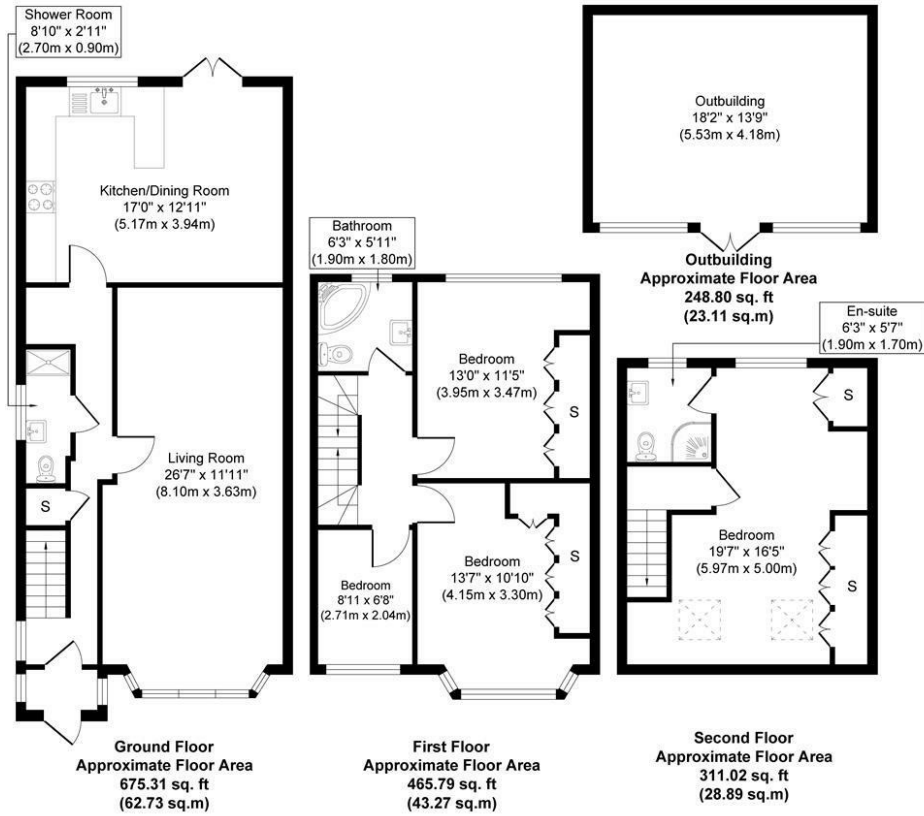 Shower Room
8'10" x 2'11"
(2.70m x 0.90m)
Kitchen/Dining Room
17'0" x 12'11"
(5.17m x 3.94m)
Living Room
26'7" x 11'11"
(8.10m x 3.63m)
S
Ground Floor
Approximate Floor Area
675.31 sq. ft
(62.73 sq.m)
Bathroom
6'3" x 5'11"
(1.90m x 1.80m)
Bedroom
13'0" x 11'5"
(3.95m x 3.47m)
S
Bedroom
13'7" x 10'10"
(4.15m x 3.30m)
S
Bedroom
8'11 x 6'8"
(2.71m x 2.04m)
First Floor
Approximate Floor Area
465.79 sq. ft
(43.27 sq.m)
Outbuilding
18'2" x 13'9"
(5.53m x 4.18m)
Outbuilding
Approximate Floor Area
248.80 sq. ft
(23.11 sq.m)
En-suite
6'3" x 5'7"
(1.90m x 1.70m)
S
Bedroom
19'7" x 16'5"
(5.97m x 5.00m)
S
Second Floor
Approximate Floor Area
311.02 sq. ft
(28.89 sq.m)